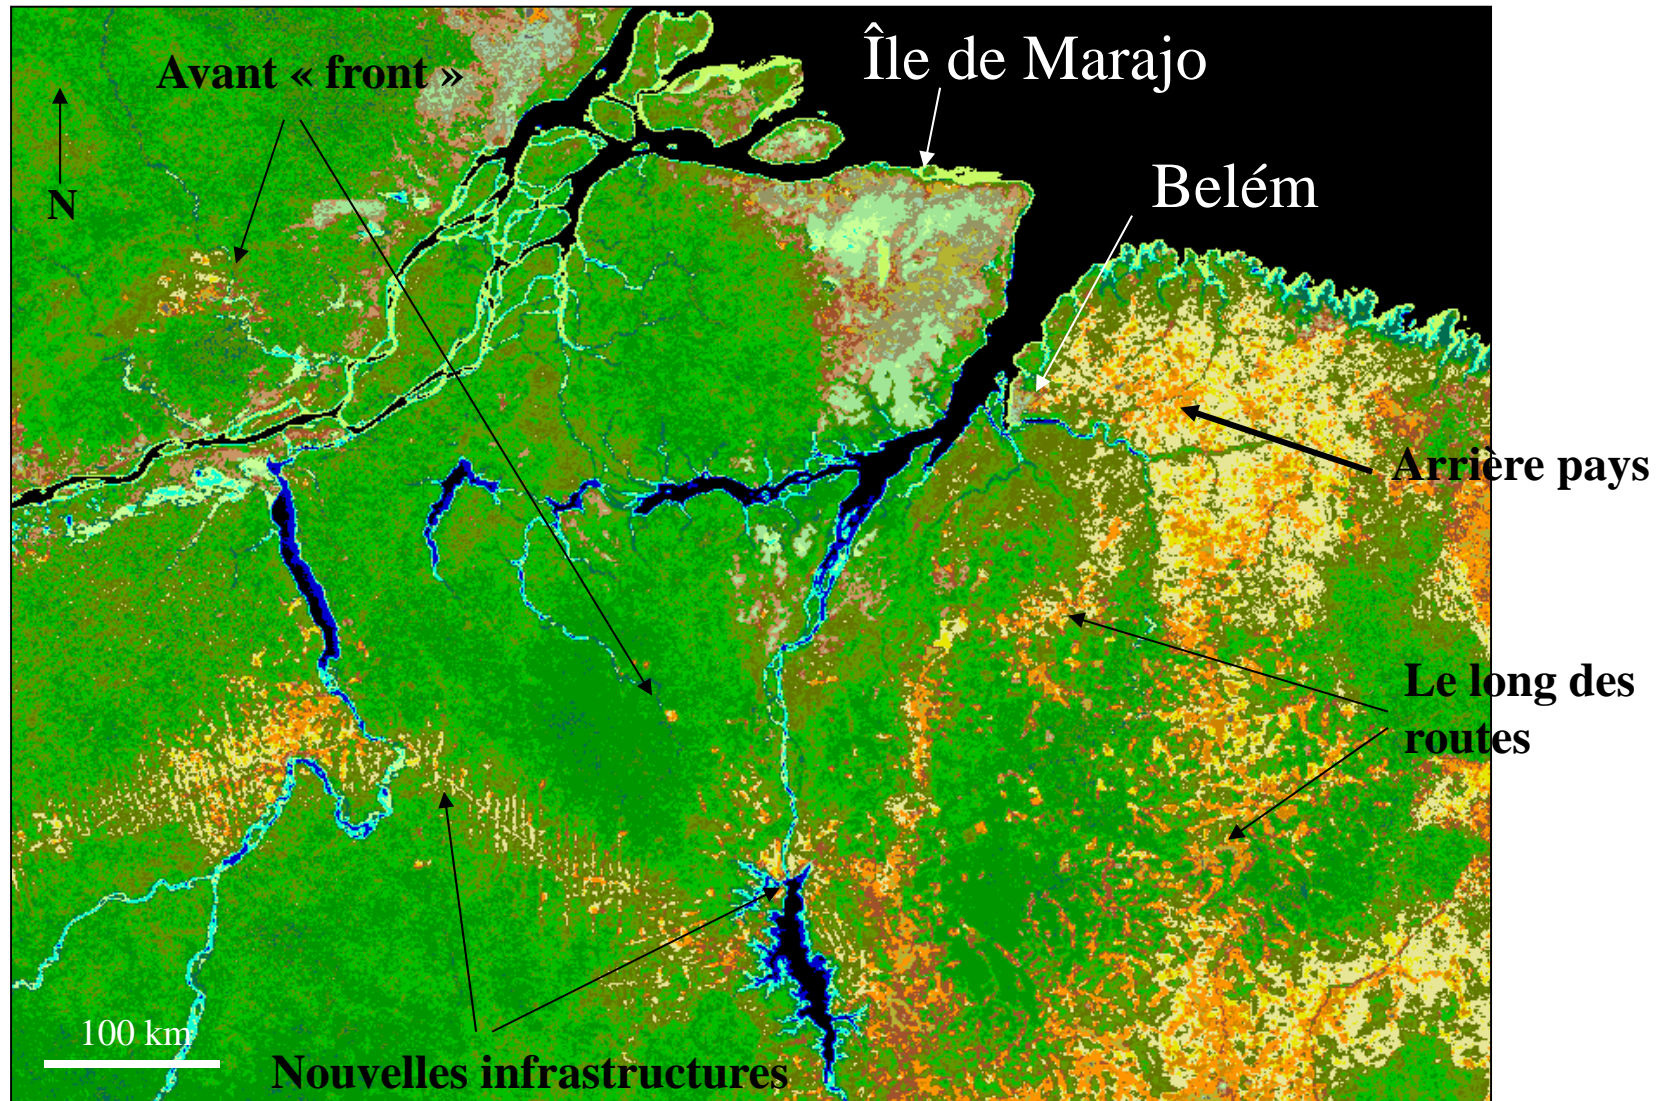 Île de Marajo
Avant « front »
Belém
N
Arrière pays
Le long des
routes
100 km
Nouvelles infrastructures